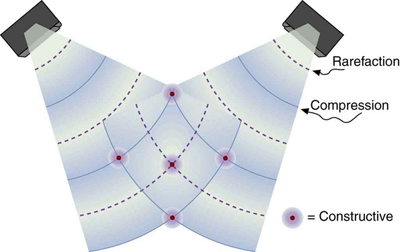 Rarefaction
Compression
= Constructive